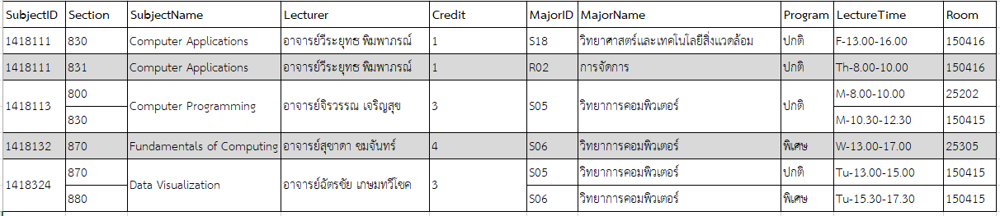 SubjectID Section SubjectName Lecturer Credit MajorID MajorName Program LectureTime Room
1418111 830 Computer Applications อาจารย์วีระยุทธ พิมพาภรณ์ 1 S18 วิทยาศาสตร์และเทคโนโลยีสิ่งแวดล้อม ปกติ F-13.00-16.00 150416
1418111 831 Computer Applications อาจารย์วีระยุทธ พิมพาภรณ์ 1 R02 การจัดการ ปกติ Th-8.00-10.00 150416
800 M-8.00-10.00 25202
1418113 Computer Programming อาจารย์จิรวรรณ เจริญสุข 3 S05 วิทยาการคอมพิวเตอร์ ปกติ
830 M-10.30-12.30 150415
1418132 870 Fundamentals of Computing อาจารย์สุชาดา ชมจันทร์ 4 S06 วิทยาการคอมพิวเตอร์ พิเศษ W-13.00-17.00 25305
870 S05 วิทยาการคอมพิวเตอร์ ปกติ Tu-13.00-15.00 150415
1418324 Data Visualization อาจารย์ฉัตรชัย เกษมทวีโชค 3
880 S06 วิทยาการคอมพิวเตอร์ พิเศษ Tu-15.30-17.30 150415